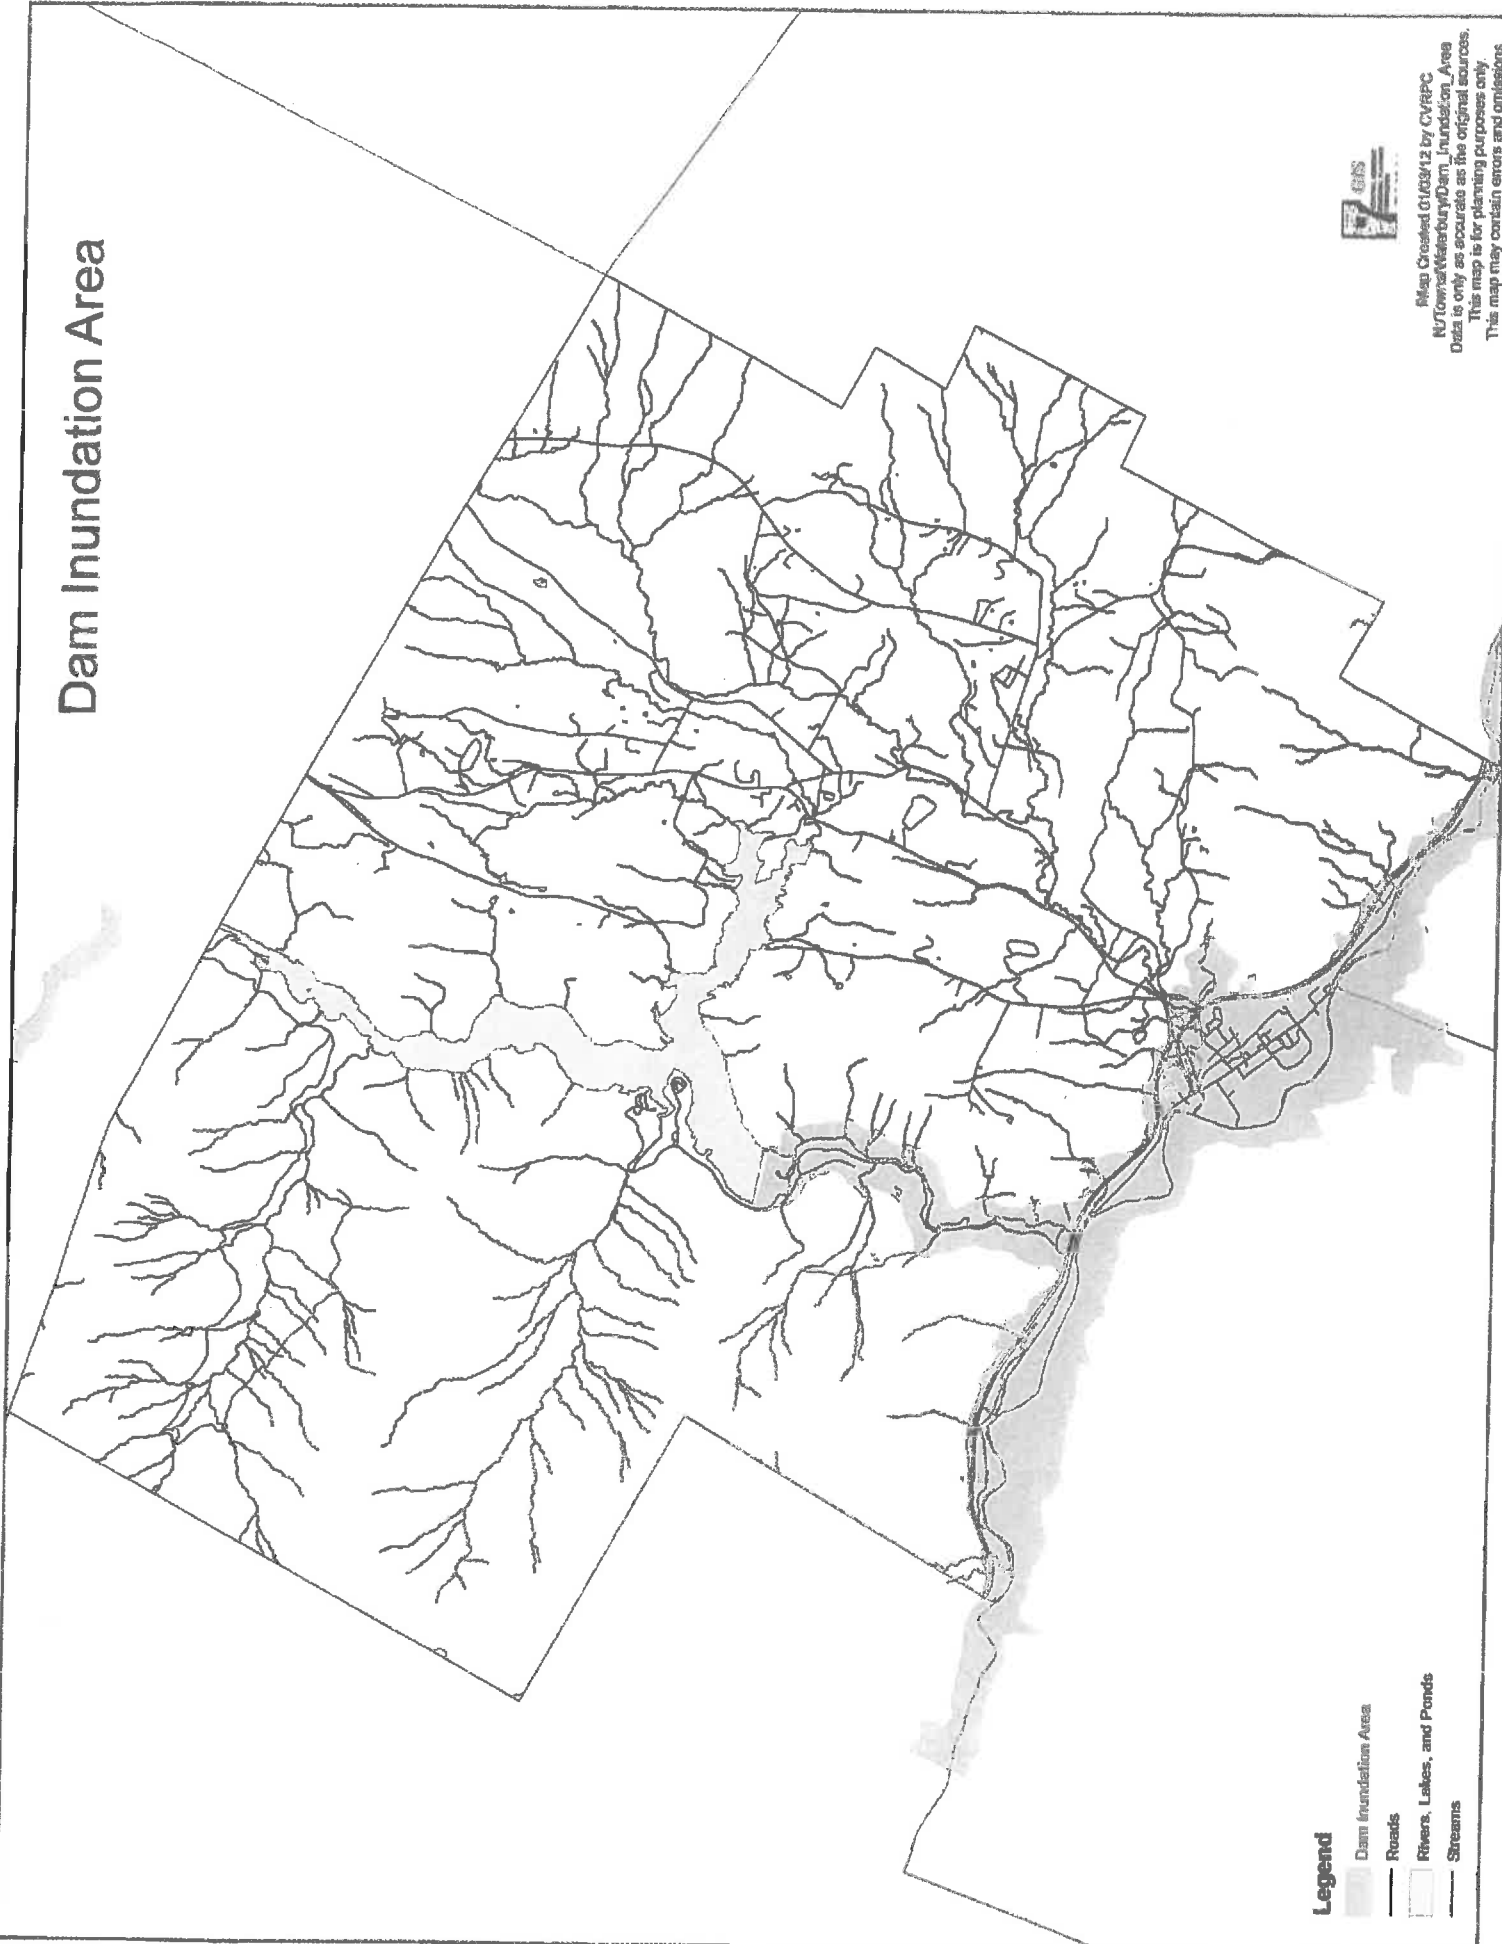 Dam Inundation Area
GIS
Map Created 01/03/12 by CVRPC
N:/Towns/Waterbury/Dam_Inundation_Area
Data is only as accurate as the original sources.
This map is for planning purposes only.
This map may contain errors and omissions
Legend
Dam Inundation Area
Roads
Rivers, Lakes, and Ponds
Streams